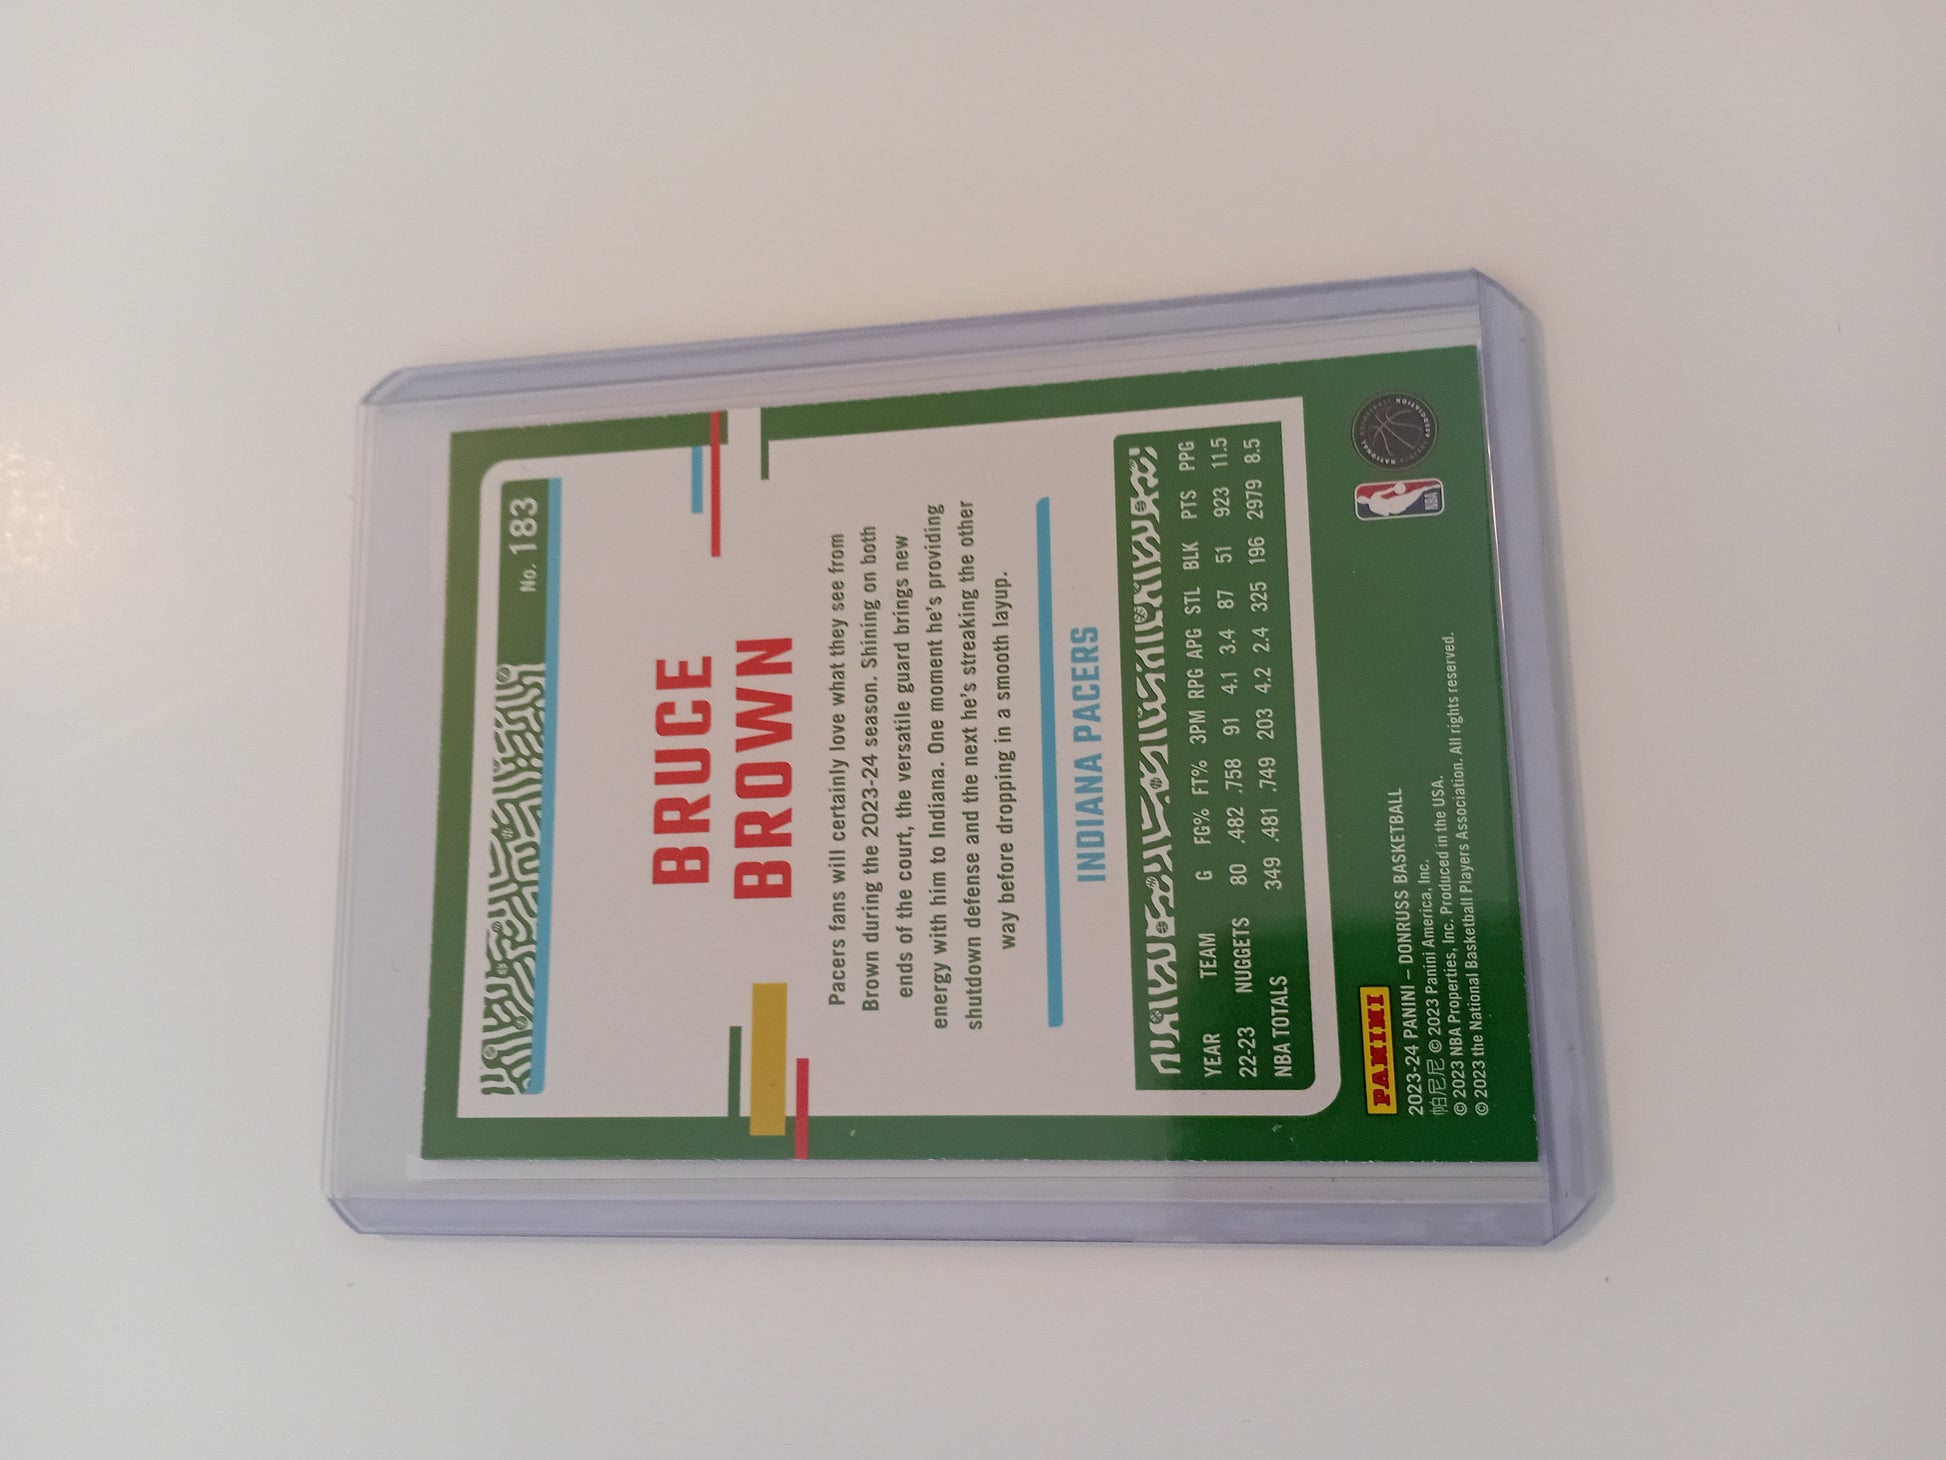 No. 183
BRUCE
BROWN
Pacers fans will certainly love what they see from
Brown during the 2023-24 season. Shining on both
ends of the court, the versatile guard brings new
energy with him to Indiana. One moment he's providing
shutdown defense and the next he's streaking the other
way before dropping in a smooth layup.
INDIANA PACERS
YEAR TEAM G FG% FT% 3PM RPG APG STL BLK PTS PPG
22-23 NUGGETS 80 .482 .758 91 4.1 3.4 87 51 923 11.5
NBA TOTALS 349 .481 .749 203 4.2 2.4 325 196 2979 8.5
PANINI
2023-24 PANINI – DONRUSS BASKETBALL
帕尼尼 © 2023 Panini America, Inc.
© 2023 NBA Properties, Inc. Produced in the USA.
© 2023 the National Basketball Players Association. All rights reserved.
NBA
NATIONAL BASKETBALL PLAYERS ASSOCIATION